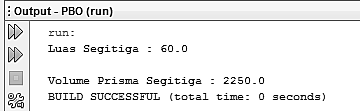 Output - PBO (run)
run:
Luas Segitiga : 60.0
Volume Prisma Segitiga : 2250.0
BUILD SUCCESSFUL (total time: 0 seconds)